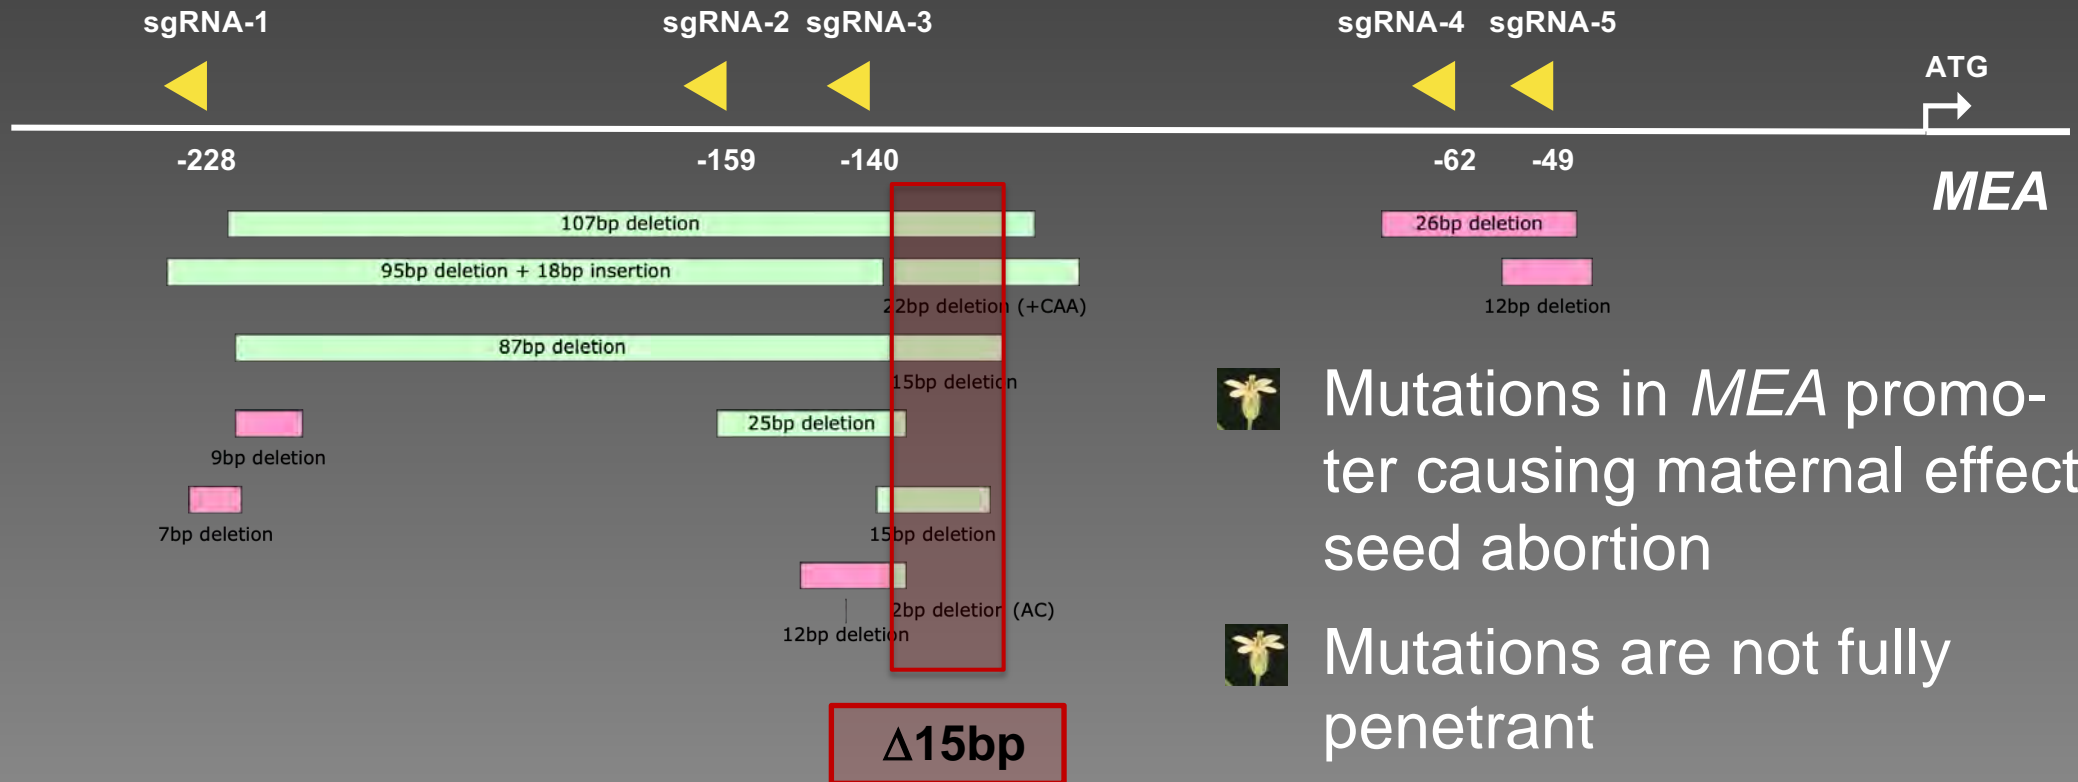 sgRNA-1 sgRNA-2 sgRNA-3 sgRNA-4 sgRNA-5
ATG
-228 -159 -140 -62 -49
MEA
107bp deletion 26bp deletion
95bp deletion + 18bp insertion
22bp deletion (+CAA) 12bp deletion
87bp deletion
15bp deletion
25bp deletion
9bp deletion
7bp deletion 15bp deletion
2bp deletion (AC)
12bp deletion
Δ15bp
Mutations in MEA promo-
ter causing maternal effect
seed abortion
Mutations are not fully
penetrant